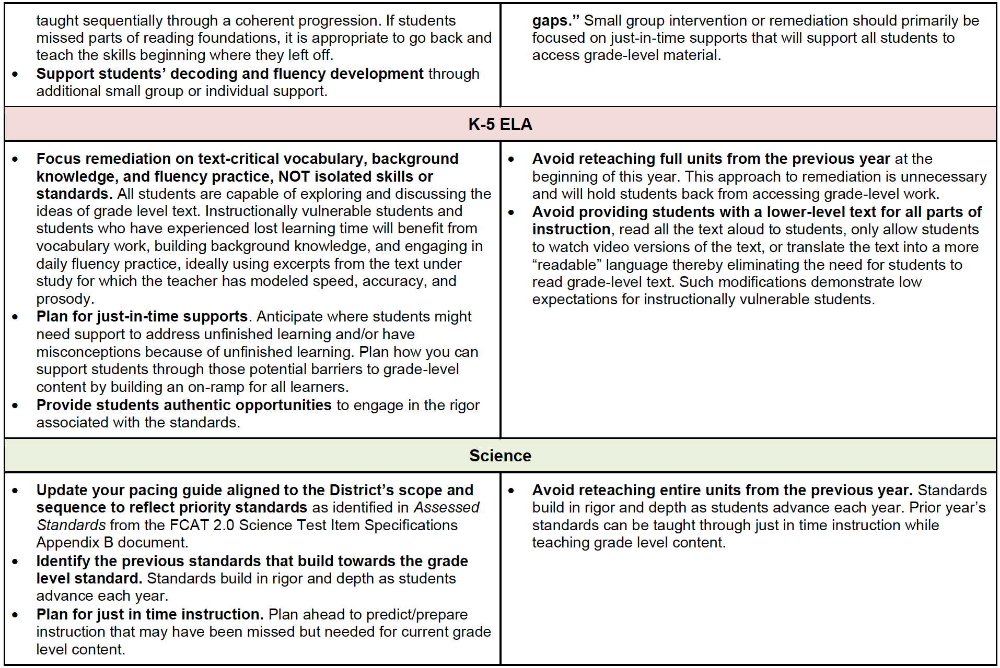 taught sequentially through a coherent progression. If students
missed parts of reading foundations, it is appropriate to go back and
teach the skills beginning where they left off.
• Support students’ decoding and fluency development through
additional small group or individual support.
gaps.” Small group intervention or remediation should primarily be
focused on just-in-time supports that will support all students to
access grade-level material.
K-5 ELA
• Focus remediation on text-critical vocabulary, background
knowledge, and fluency practice, NOT isolated skills or
standards. All students are capable of exploring and discussing the
ideas of grade level text. Instructionally vulnerable students and
students who have experienced lost learning time will benefit from
vocabulary work, building background knowledge, and engaging in
daily fluency practice, ideally using excerpts from the text under
study for which the teacher has modeled speed, accuracy, and
prosody.
• Plan for just-in-time supports. Anticipate where students might
need support to address unfinished learning and/or have
misconceptions because of unfinished learning. Plan how you can
support students through those potential barriers to grade-level
content by building an on-ramp for all learners.
• Provide students authentic opportunities to engage in the rigor
associated with the standards.
• Avoid reteaching full units from the previous year at the
beginning of this year. This approach to remediation is unnecessary
and will hold students back from accessing grade-level work.
• Avoid providing students with a lower-level text for all parts of
instruction, read all the text aloud to students, only allow students
to watch video versions of the text, or translate the text into a more
“readable” language thereby eliminating the need for students to
read grade-level text. Such modifications demonstrate low
expectations for instructionally vulnerable students.
Science
• Update your pacing guide aligned to the District’s scope and
sequence to reflect priority standards as identified in Assessed
Standards from the FCAT 2.0 Science Test Item Specifications
Appendix B document.
• Identify the previous standards that build towards the grade
level standard. Standards build in rigor and depth as students
advance each year.
• Plan for just in time instruction. Plan ahead to predict/prepare
instruction that may have been missed but needed for current grade
level content.
• Avoid reteaching entire units from the previous year. Standards
build in rigor and depth as students advance each year. Prior year’s
standards can be taught through just in time instruction while
teaching grade level content.